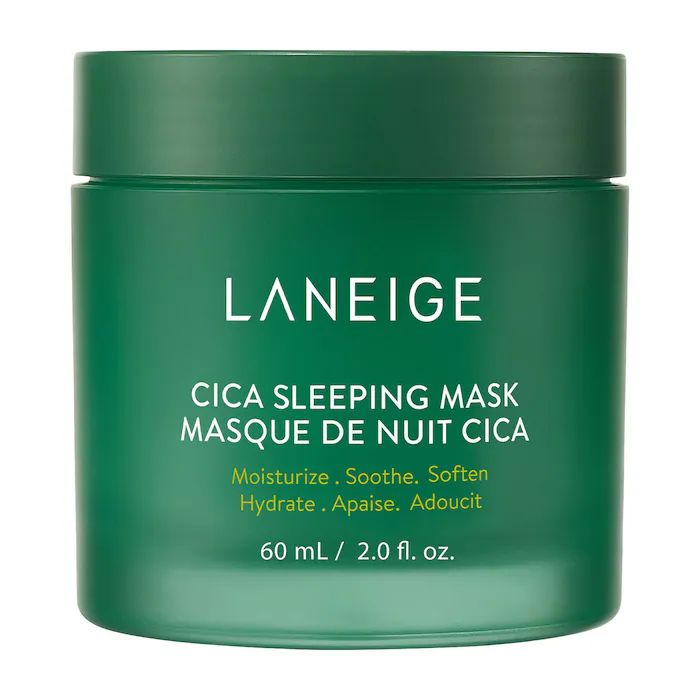 LANEIGE
CICA SLEEPING MASK
MASQUE DE NUIT CICA
Moisturize . Soothe. Soften
Hydrate . Apaise. Adoucit
60 mL / 2.0 fl. oz.